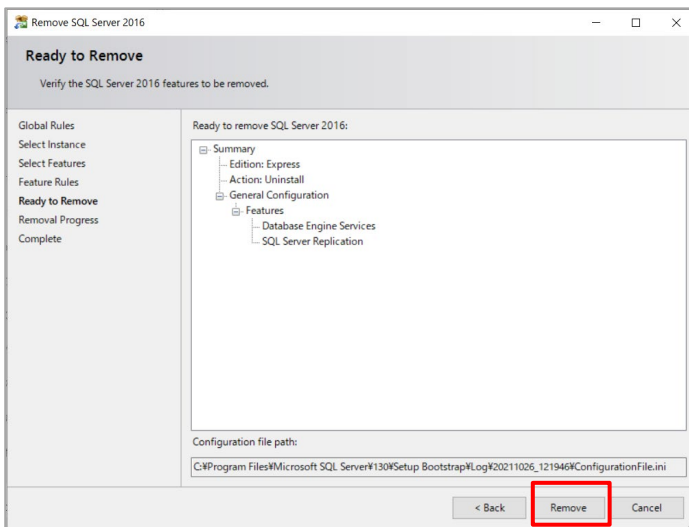 Remove SQL Server 2016
Ready to Remove
Verify the SQL Server 2016 features to be removed.
Global Rules
Select Instance
Select Features
Feature Rules
Ready to Remove
Removal Progress
Complete
Ready to remove SQL Server 2016:
Summary
Edition: Express
Action: Uninstall
General Configuration
Features
Database Engine Services
SQL Server Replication
Configuration file path:
C:¥Program Files¥Microsoft SQL Server¥130¥Setup Bootstrap¥Log¥20211026_121946¥ConfigurationFile.ini
< Back
Remove
Cancel